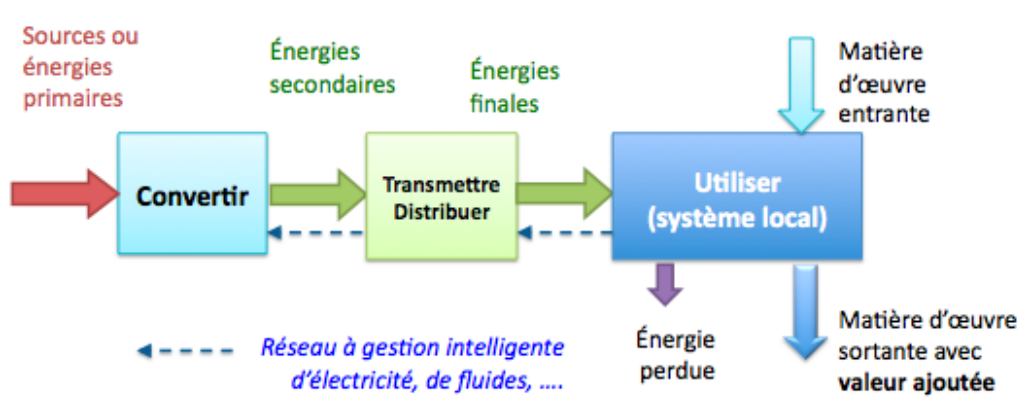 Sources ou
énergies
primaires
Énergies
secondaires
Énergies
finales
Matière
d'œuvre
entrante
Convertir
Transmettre
Distribuer
Utiliser
(système local)
Énergie
perdue
Matière d'œuvre
sortante avec
valeur ajoutée
Réseau à gestion intelligente
d'électricité, de fluides, ....